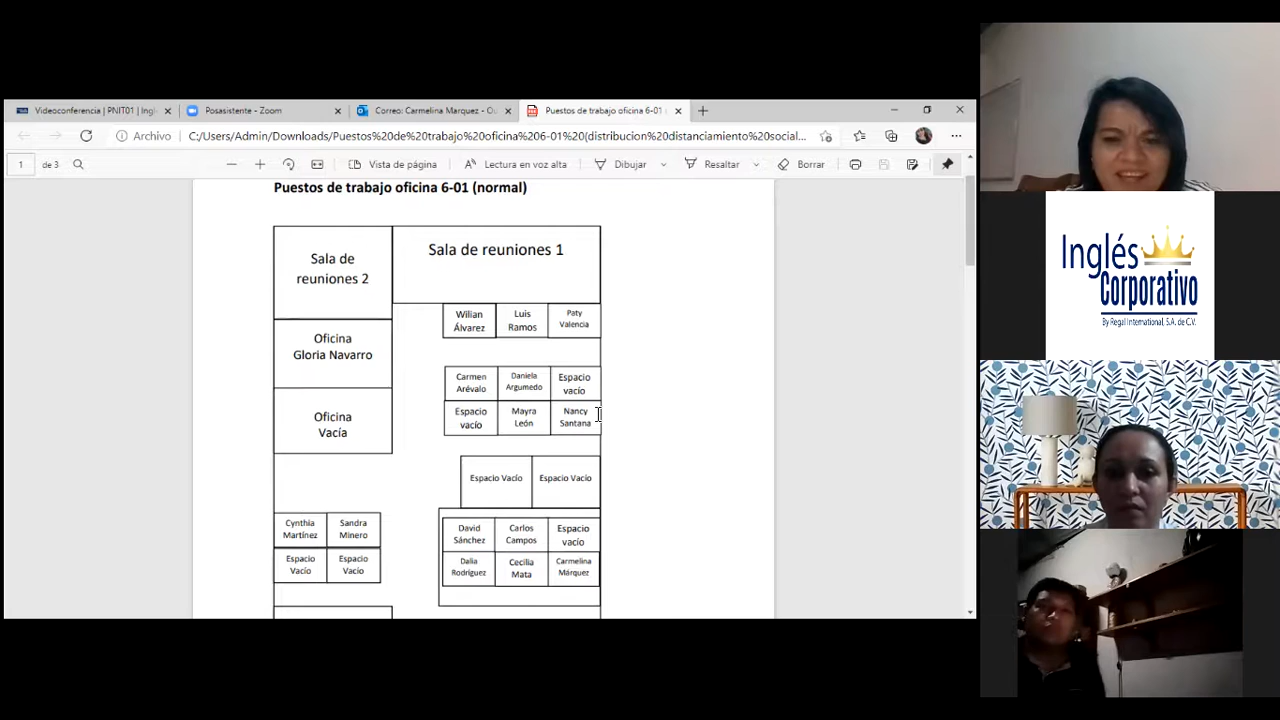 Videoconferencia | PNIT01 | Ingl
Posasistente - Zoom
Correo: Carmelina Marquez - Ou
Puestos de trabajo oficina 6-01
Archivo
C:/Users/Admin/Downloads/Puestos%20de%20trabajo%20oficina%206-01%20(distribucion%20distanciamiento%20social...
1
de 3
Vista de página
Lectura en voz alta
Dibujar
Resaltar
Borrar
Puestos de trabajo oficina 6-01 (normal)
Sala de
reuniones 2
Sala de reuniones 1
Wilian
Álvarez
Luis
Ramos
Paty
Valencia
Oficina
Gloria Navarro
Carmen
Arévalo
Daniela
Argumedo
Espacio
vacío
Oficina
Vacía
Espacio
vacío
Mayra
León
Nancy
Santana
Espacio Vacío
Espacio Vacio
Cynthia
Martínez
Sandra
Minero
Espacio
Vacío
Espacio
Vacio
David
Sánchez
Carlos
Campos
Espacio
vacío
Dalia
Rodríguez
Cecilia
Mata
Carmelina
Márquez
Inglés
Corporativo
By Regal International, S.A. de C.V.